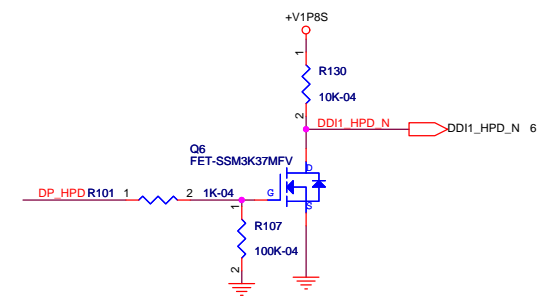 +V1P8S
1
R130
10K-04
2
DDI1_HPD_N
DDI1_HPD_N 6
Q6
FET-SSM3K37MFV
D
G
S
DP_HPD R101 1 2 1K-04
1
R107
100K-04
2